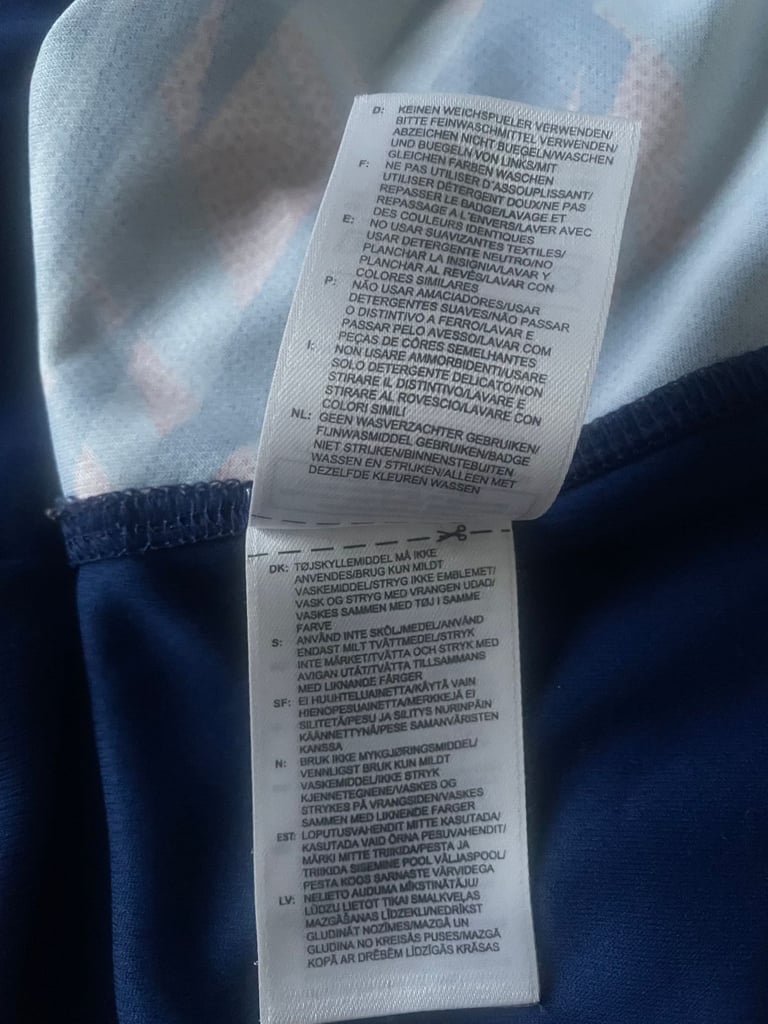 D: KEINEN WEICHSPUELER VERWENDEN/
BITTE FEINWASCHMITTEL VERWENDEN/
ABZEICHEN NICHT BUEGELN/WASCHEN
UND BUEGELN VON LINKS/MIT
GLEICHEN FARBEN WASCHEN
F: NE PAS UTILISER D'ASSOUPLISSANT/
UTILISER DÉTERGENT DOUX/NE PAS
REPASSER LE BADGE/LAVAGE ET
REPASSAGE A L'ENVERS/LAVER AVEC
DES COULEURS IDENTIQUES
E: NO USAR SUAVIZANTES TEXTILES/
USAR DETERGENTE NEUTRO/NO
PLANCHAR LA INSIGNIA/LAVAR Y
PLANCHAR AL REVÉS/LAVAR CON
COLORES SIMILARES
P: NÃO USAR AMACIADORES/USAR
DETERGENTES SUAVES/NÃO PASSAR
O DISTINTIVO A FERRO/LAVAR E
PASSAR PELO AVESSO/LAVAR COM
PEÇAS DE CÔRES SEMELHANTES
I: NON USARE AMMORBIDENTI/USARE
SOLO DETERGENTE DELICATO/NON
STIRARE IL DISTINTIVO/LAVARE E
STIRARE AL ROVESCIO/LAVARE CON
COLORI SIMILI
NL: GEEN WASVERZACHTER GEBRUIKEN/
FIJNWASMIDDEL GEBRUIKEN/BADGE
NIET STRIJKEN/BINNENSTEBUITEN
WASSEN EN STRIJKEN/ALLEEN MET
DEZELFDE KLEUREN WASSEN
DK: TØJSKYLLEMIDDEL MÅ IKKE
ANVENDES/BRUG KUN MILDT
VASKEMIDDEL/STRYG IKKE EMBLEMET/
VASK OG STRYG MED VRANGEN UDAD/
VASKES SAMMEN MED TØJ I SAMME
FARVE
S: ANVÄND INTE SKÖLJMEDEL/ANVÄND
ENDAST MILT TVÄTTMEDEL/STRYK
INTE MÄRKET/TVÄTTA OCH STRYK MED
AVIGAN UTÅT/TVÄTTA TILLSAMMANS
MED LIKNANDE FÄRGER
SF: EI HUUHTELUAINETTA/KÄYTÄ VAIN
HIENOPESUAINETTA/MERKKEJÄ EI
SILITETÄ/PESU JA SILITYS NURINPÄIN
KÄÄNNETTYNÄ/PESE SAMANVÄRISTEN
KANSSA
N: BRUK IKKE MYKGJØRINGSMIDDEL/
VENNLIGST BRUK KUN MILDT
VASKEMIDDEL/IKKE STRYK
KJENNETEGNENE/VASKES OG
STRYKES PÅ VRANGSIDEN/VASKES
SAMMEN MED LIKNENDE FARGER
EST: LOPUTUSVAHENDIT MITTE KASUTADA/
KASUTADA VAID ÕRNA PESUVAHENDIT/
MÄRKI MITTE TRIIKIDA/PESTA JA
TRIIKIDA SISEMINE POOL VÄLJASPOOL/
PESTA KOOS SARNASTE VÄRVIDEGA
LV: NELIETO AUDUMA MĪKSTINĀTĀJU/
LŪDZU LIETOT TIKAI SMALKVEĻAS
MAZGĀŠANAS LĪDZEKLI/NEDRĪKST
GLUDINĀT NOZĪMES/MAZGĀ UN
GLUDINA NO KREISĀS PUSES/MAZGĀ
KOPĀ AR DRĒBĒM LĪDZĪGĀS KRĀSAS